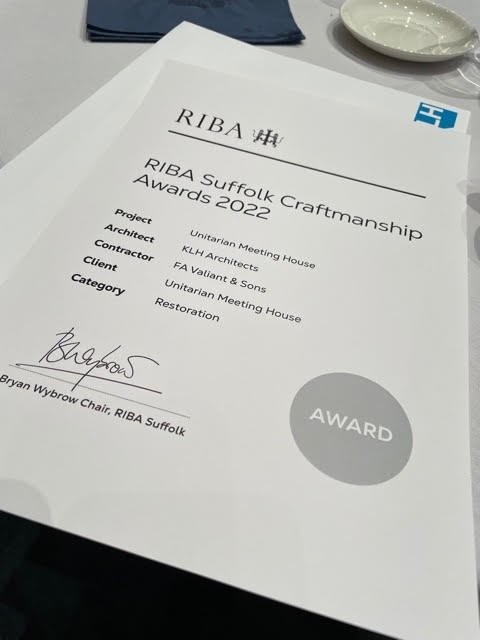 RIBA
RIBA Suffolk Craftmanship
Awards 2022
Project Unitarian Meeting House
Architect KLH Architects
Contractor FA Valiant & Sons
Client Unitarian Meeting House
Category Restoration
Bryan Wybrow Chair, RIBA Suffolk
AWARD